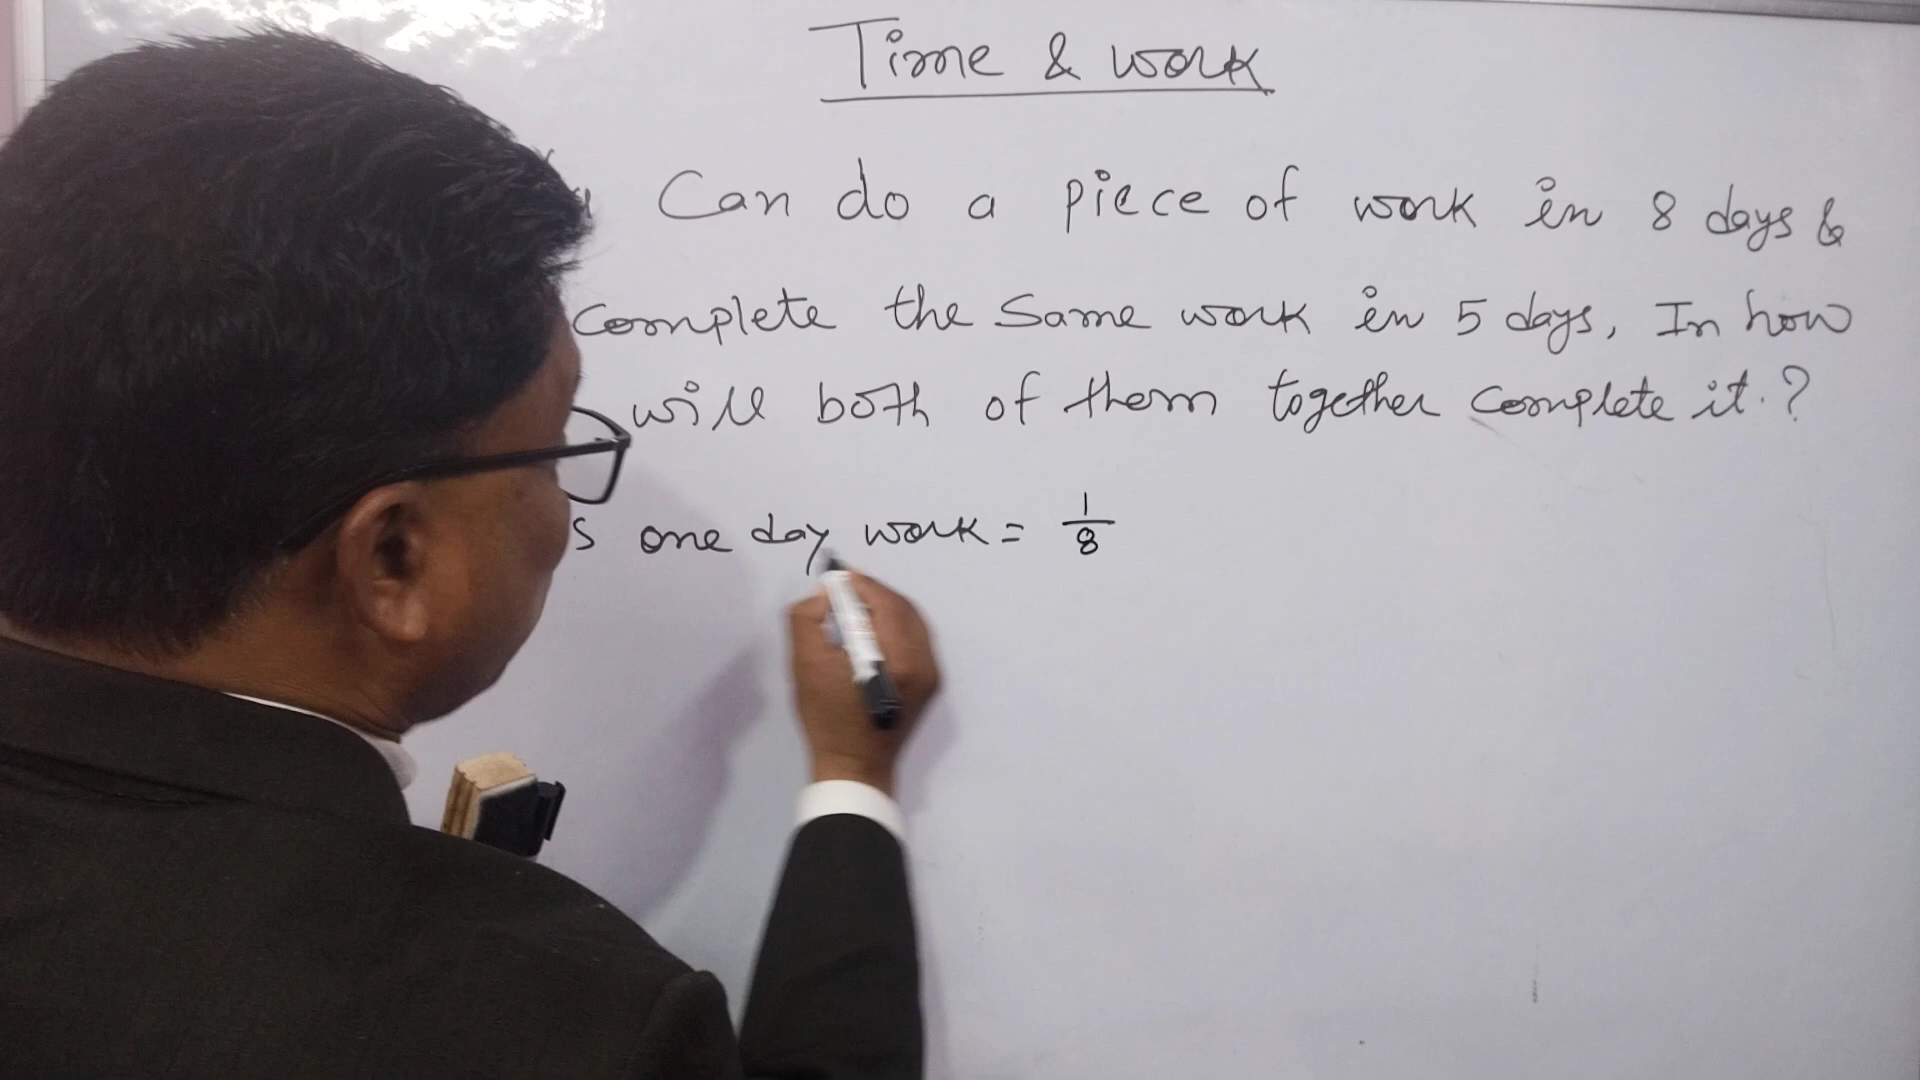 Time & work
Can do a piece of work in 8 days &
complete the same work in 5 days, In how
will both of them together complete it.?
s one day work = 1/8